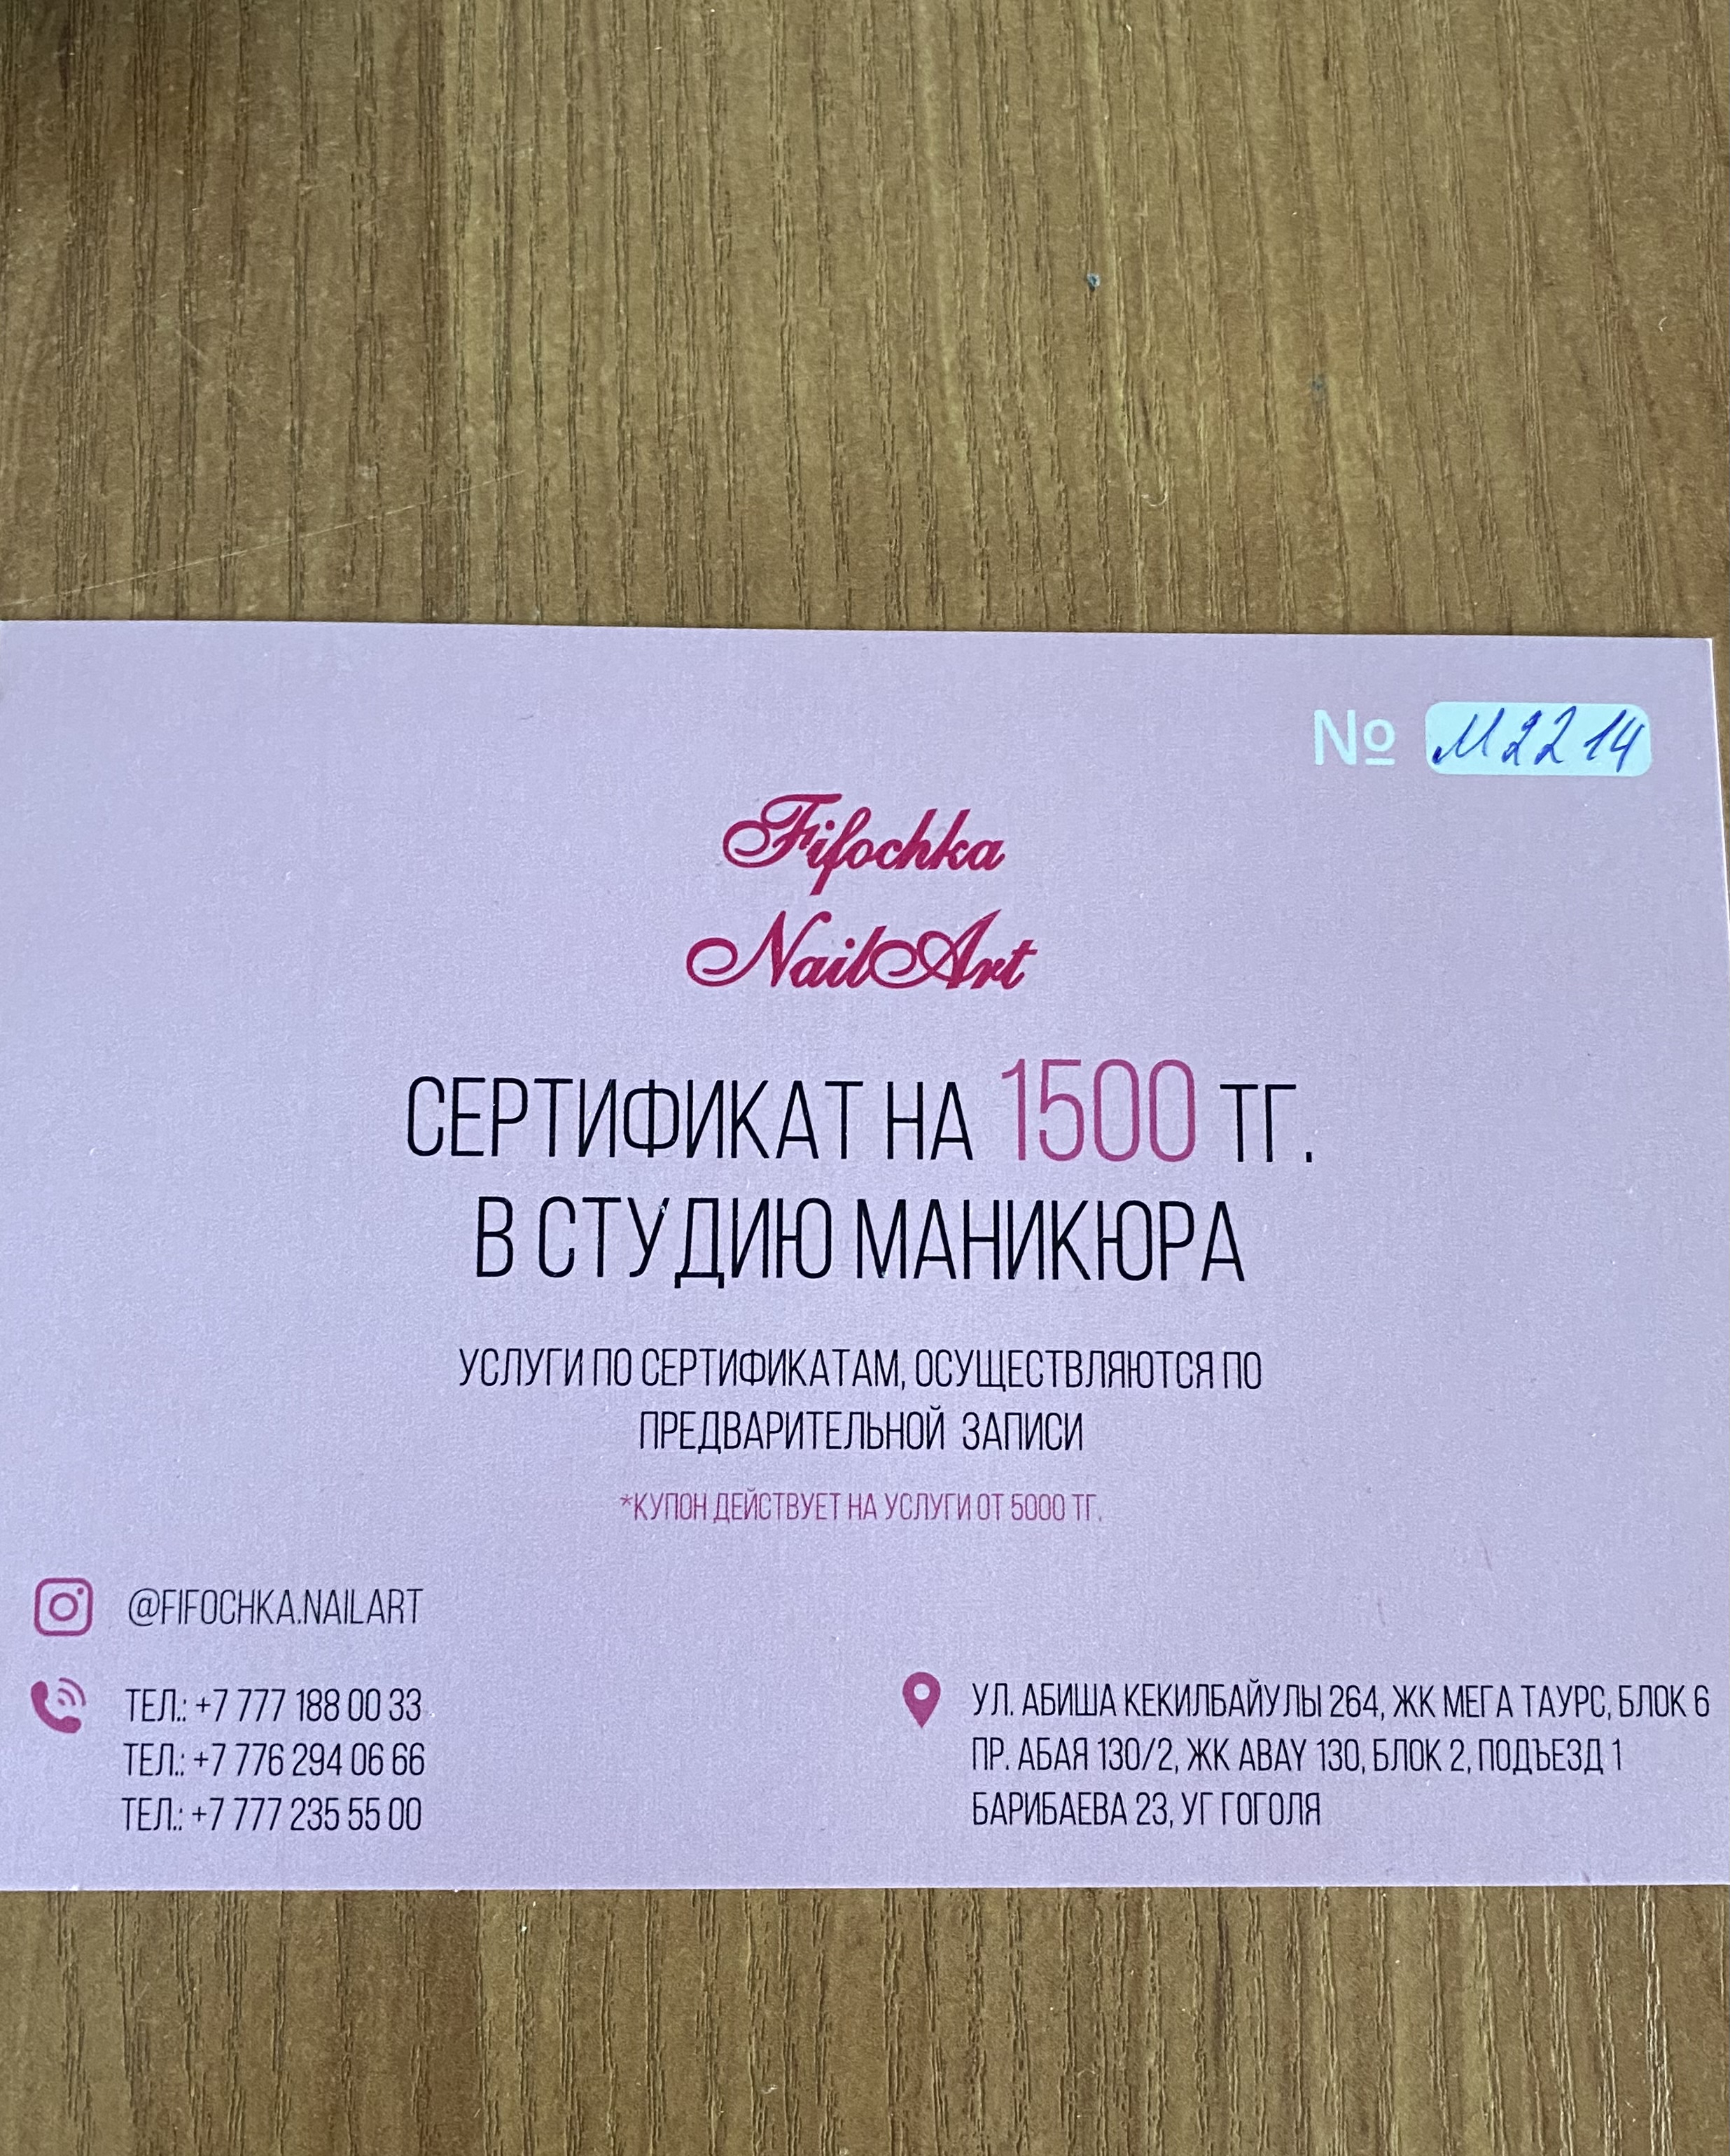 № М2214
Fifochka
NailArt
СЕРТИФИКАТ НА 1500 ТГ.
В СТУДИЮ МАНИКЮРА
УСЛУГИ ПО СЕРТИФИКАТАМ, ОСУЩЕСТВЛЯЮТСЯ ПО
ПРЕДВАРИТЕЛЬНОЙ ЗАПИСИ
*КУПОН ДЕЙСТВУЕТ НА УСЛУГИ ОТ 5000 ТГ.
@FIFOCHKA.NAILART
ТЕЛ.: +7 777 188 00 33
ТЕЛ.: +7 776 294 06 66
ТЕЛ.: +7 777 235 55 00
УЛ. АБИША КЕКИЛБАЙУЛЫ 264, ЖК МЕГА ТАУРС, БЛОК 6
ПР. АБАЯ 130/2, ЖК ABAY 130, БЛОК 2, ПОДЪЕЗД 1
БАРИБАЕВА 23, УГ ГОГОЛЯ